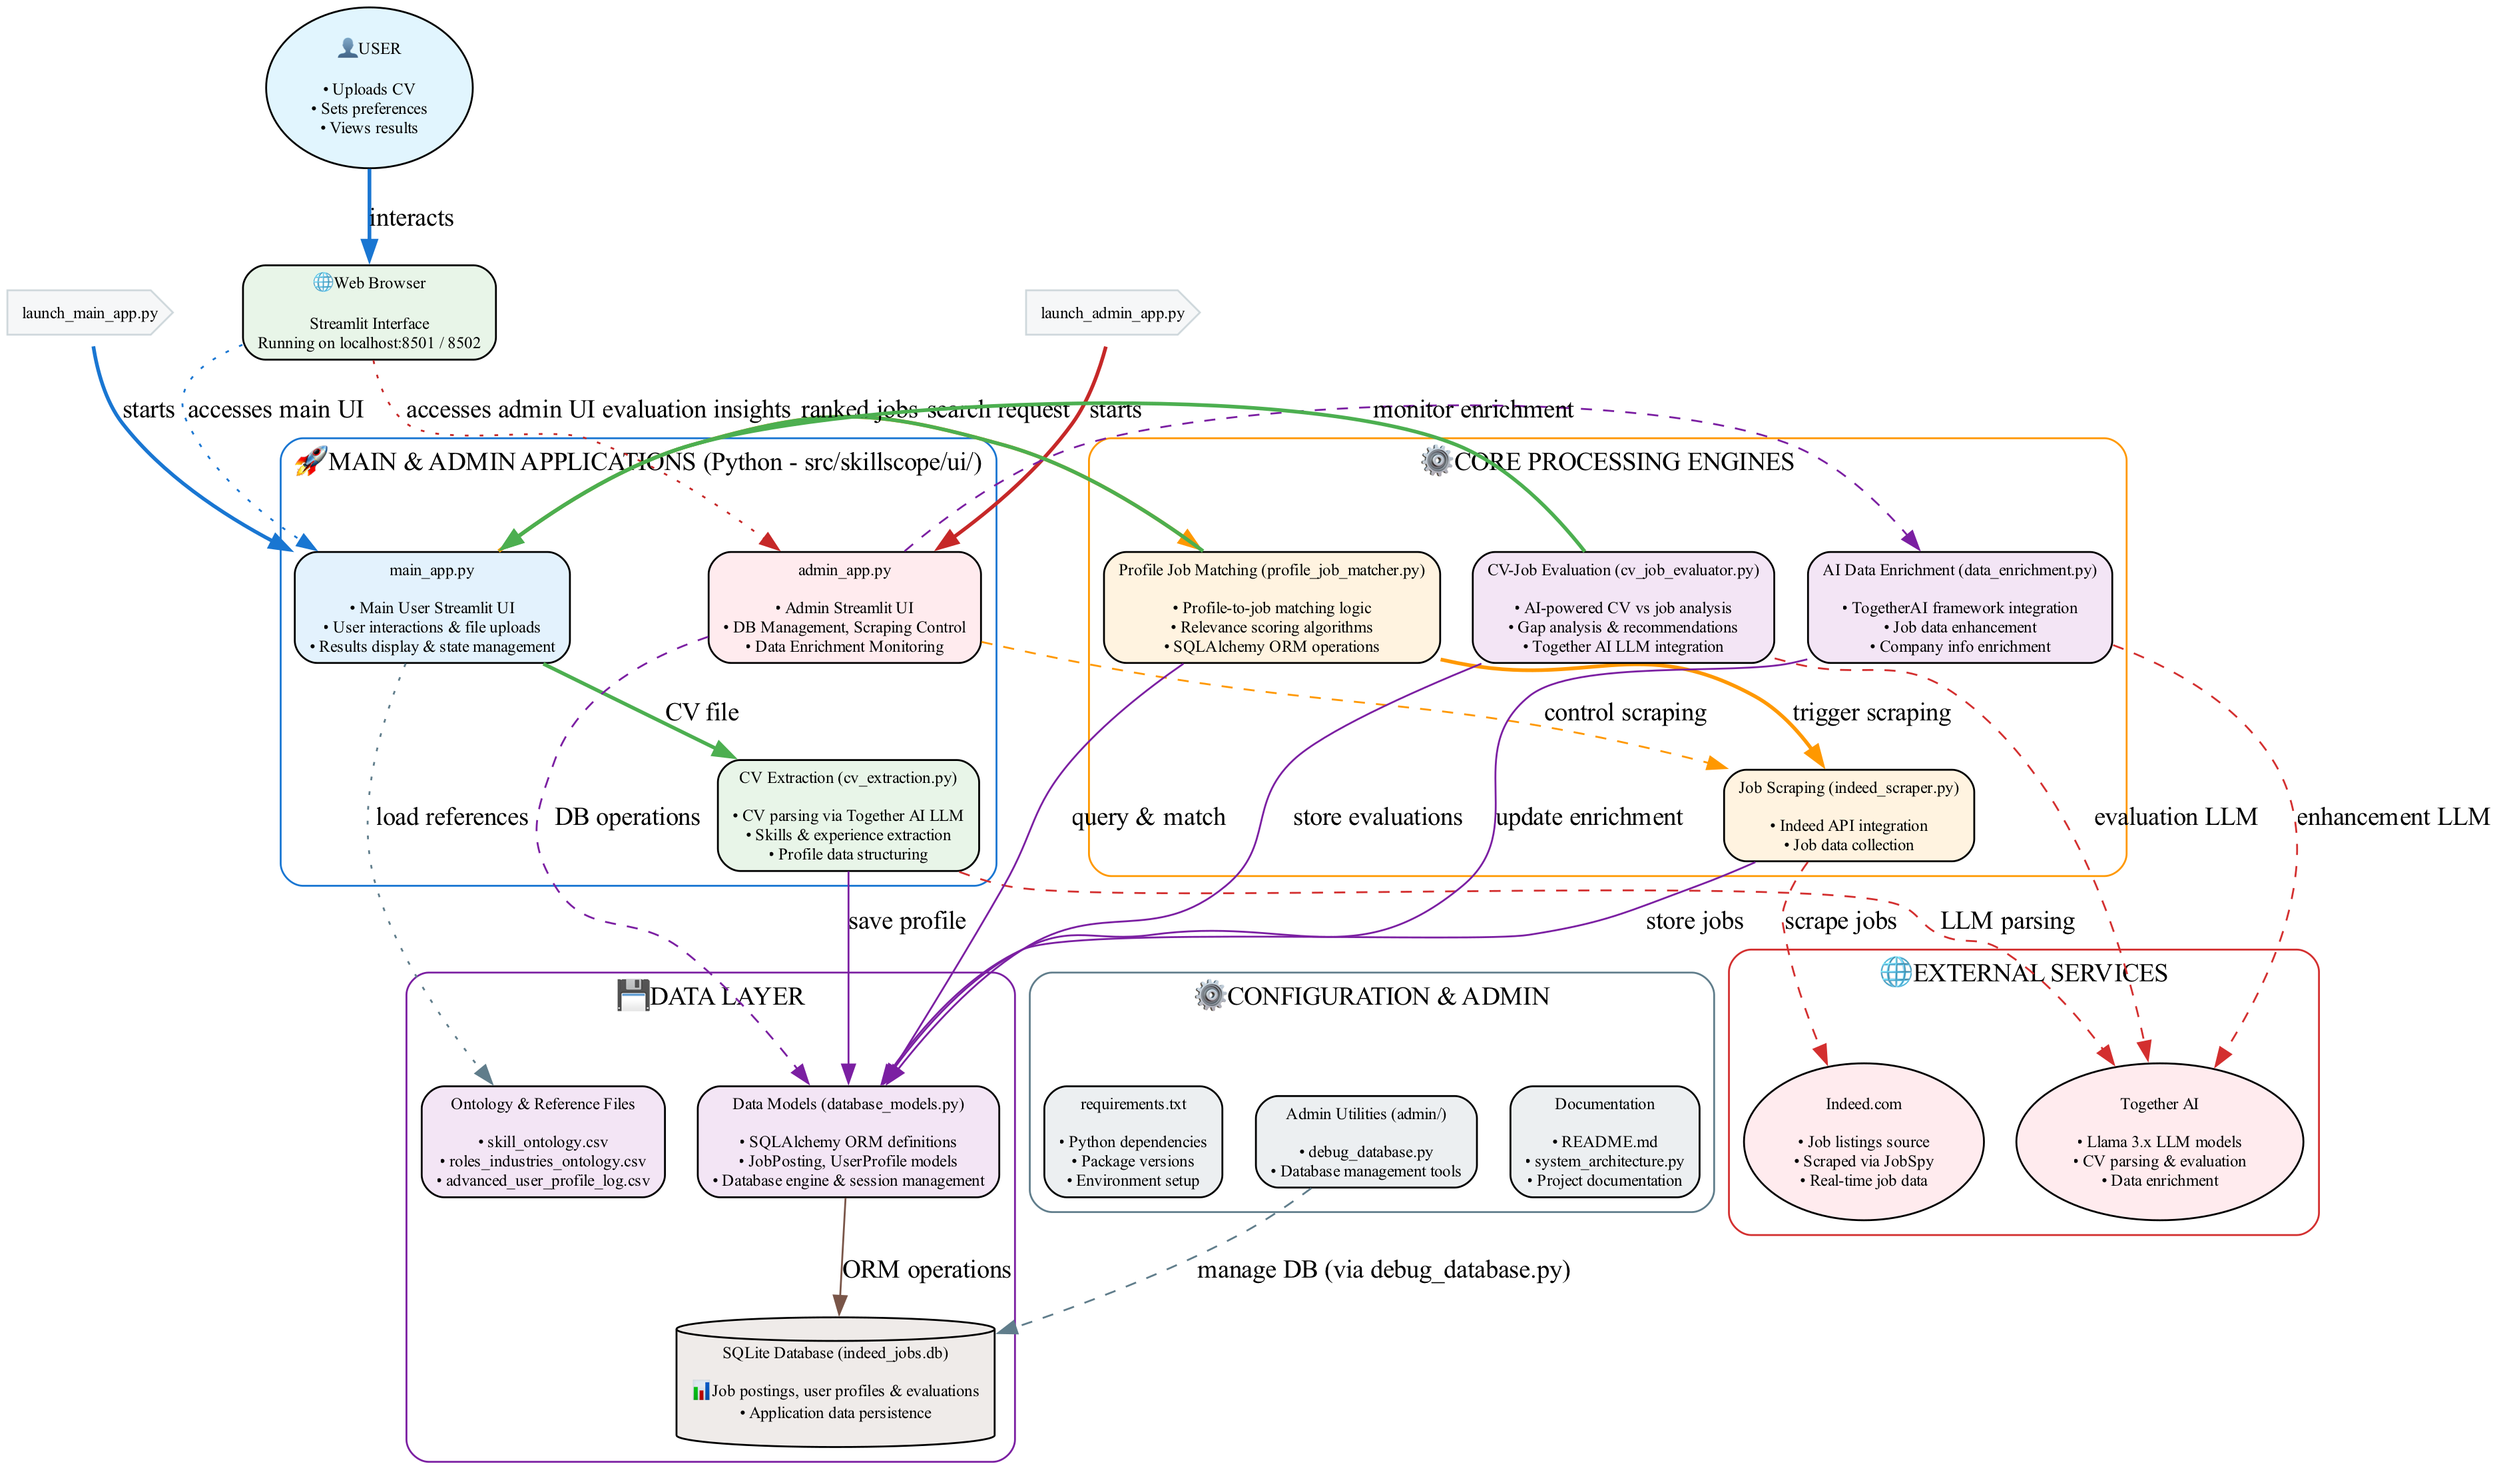 👤USER
• Uploads CV
• Sets preferences
• Views results
interacts
🌐Web Browser
Streamlit Interface
Running on localhost:8501 / 8502
launch_main_app.py
launch_admin_app.py
starts
accesses main UI
accesses admin UI
evaluation insights
ranked jobs
search request
starts
monitor enrichment
🚀MAIN & ADMIN APPLICATIONS (Python - src/skillscope/ui/)
main_app.py
• Main User Streamlit UI
• User interactions & file uploads
• Results display & state management
admin_app.py
• Admin Streamlit UI
• DB Management, Scraping Control
• Data Enrichment Monitoring
CV file
CV Extraction (cv_extraction.py)
• CV parsing via Together AI LLM
• Skills & experience extraction
• Profile data structuring
⚙️CORE PROCESSING ENGINES
Profile Job Matching (profile_job_matcher.py)
• Profile-to-job matching logic
• Relevance scoring algorithms
• SQLAlchemy ORM operations
CV-Job Evaluation (cv_job_evaluator.py)
• AI-powered CV vs job analysis
• Gap analysis & recommendations
• Together AI LLM integration
AI Data Enrichment (data_enrichment.py)
• TogetherAI framework integration
• Job data enhancement
• Company info enrichment
control scraping
trigger scraping
Job Scraping (indeed_scraper.py)
• Indeed API integration
• Job data collection
load references
DB operations
query & match
store evaluations
update enrichment
evaluation LLM
enhancement LLM
save profile
store jobs
scrape jobs
LLM parsing
💾DATA LAYER
Ontology & Reference Files
• skill_ontology.csv
• roles_industries_ontology.csv
• advanced_user_profile_log.csv
Data Models (database_models.py)
• SQLAlchemy ORM definitions
• JobPosting, UserProfile models
• Database engine & session management
⚙️CONFIGURATION & ADMIN
requirements.txt
• Python dependencies
• Package versions
• Environment setup
Admin Utilities (admin/)
• debug_database.py
• Database management tools
Documentation
• README.md
• system_architecture.py
• Project documentation
🌐EXTERNAL SERVICES
Indeed.com
• Job listings source
• Scraped via JobSpy
• Real-time job data
Together AI
• Llama 3.x LLM models
• CV parsing & evaluation
• Data enrichment
ORM operations
manage DB (via debug_database.py)
SQLite Database (indeed_jobs.db)
📊Job postings, user profiles & evaluations
• Application data persistence